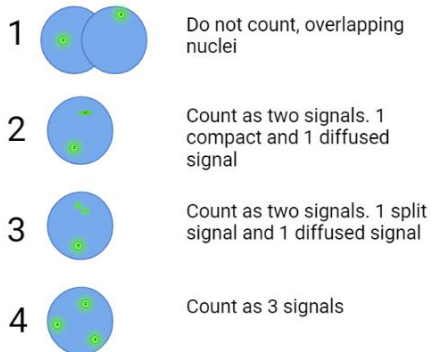 1
Do not count, overlapping
nuclei
2
Count as two signals. 1
compact and 1 diffused
signal
3
Count as two signals. 1 split
signal and 1 diffused signal
4
Count as 3 signals